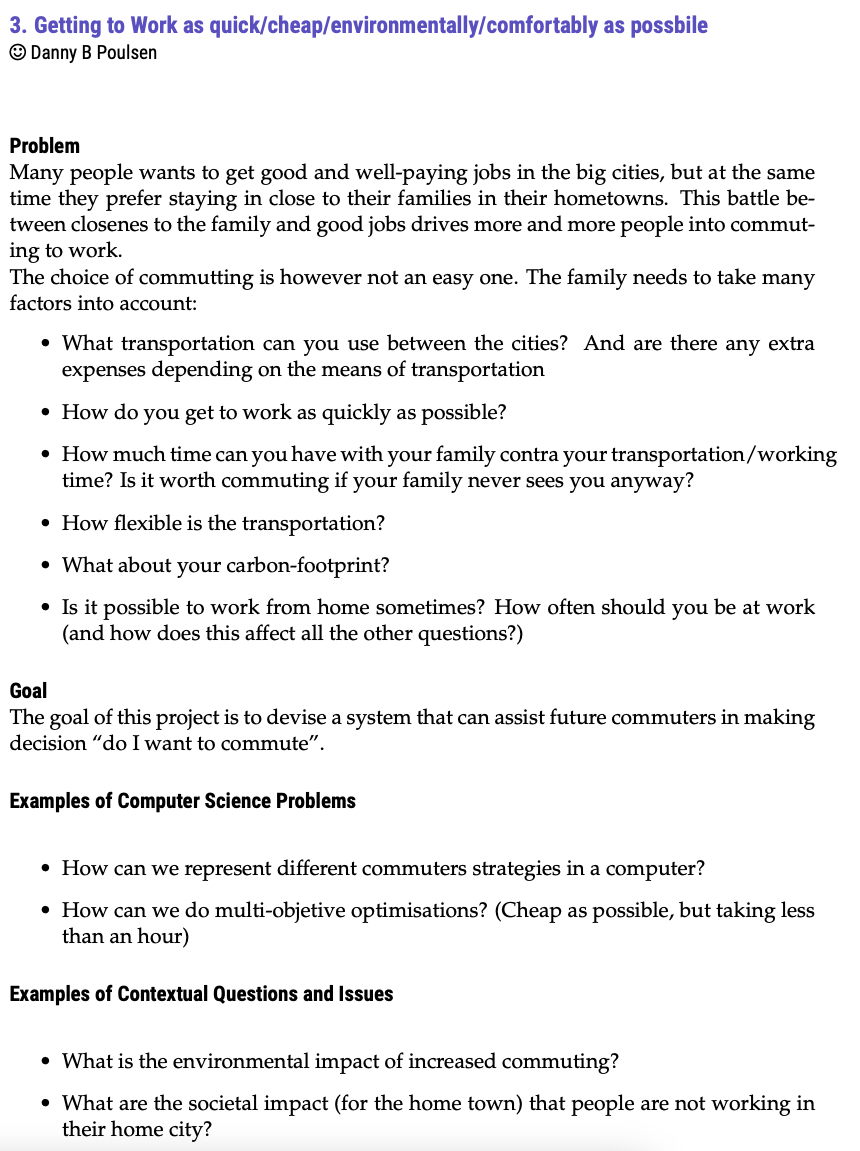 3. Getting to Work as quick/cheap/environmentally/comfortably as possbile
☺ Danny B Poulsen
Problem
Many people wants to get good and well-paying jobs in the big cities, but at the same
time they prefer staying in close to their families in their hometowns. This battle be-
tween closenes to the family and good jobs drives more and more people into commut-
ing to work.
The choice of commutting is however not an easy one. The family needs to take many
factors into account:
• What transportation can you use between the cities? And are there any extra
expenses depending on the means of transportation
• How do you get to work as quickly as possible?
• How much time can you have with your family contra your transportation/working
time? Is it worth commuting if your family never sees you anyway?
• How flexible is the transportation?
• What about your carbon-footprint?
• Is it possible to work from home sometimes? How often should you be at work
(and how does this affect all the other questions?)
Goal
The goal of this project is to devise a system that can assist future commuters in making
decision “do I want to commute”.
Examples of Computer Science Problems
• How can we represent different commuters strategies in a computer?
• How can we do multi-objetive optimisations? (Cheap as possible, but taking less
than an hour)
Examples of Contextual Questions and Issues
• What is the environmental impact of increased commuting?
• What are the societal impact (for the home town) that people are not working in
their home city?